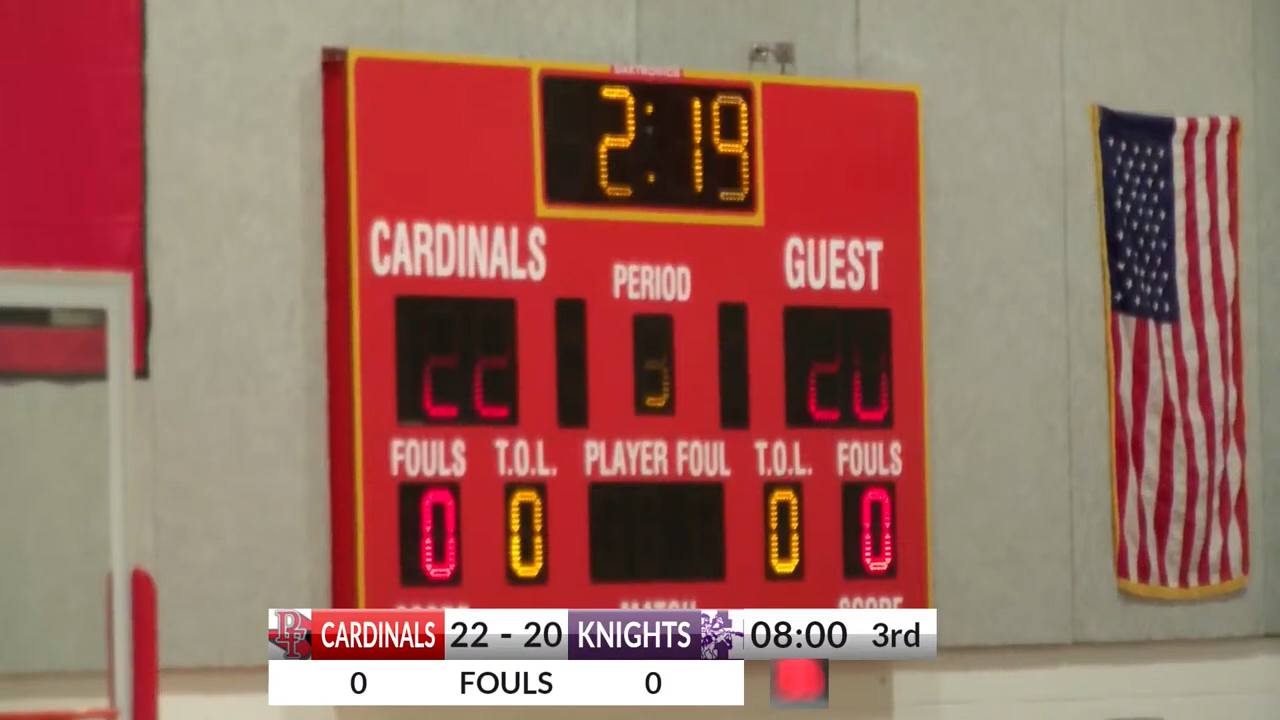 DAKTRONICS
2:19
CARDINALS
GUEST
PERIOD
22
3
20
FOULS
T.O.L.
PLAYER FOUL
T.O.L.
FOULS
0
0
0
0
CARDINALS 22 - 20 KNIGHTS 08:00 3rd
0 FOULS 0